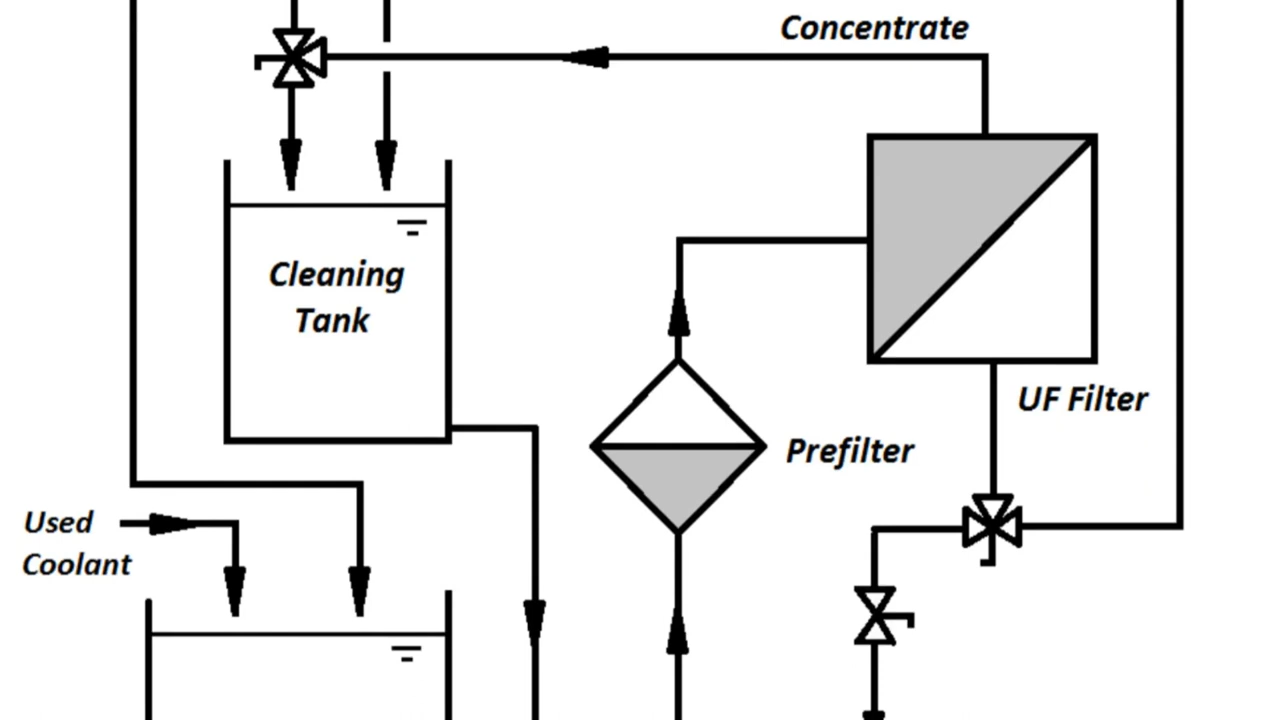 Concentrate
Cleaning
Tank
UF Filter
Prefilter
Used
Coolant